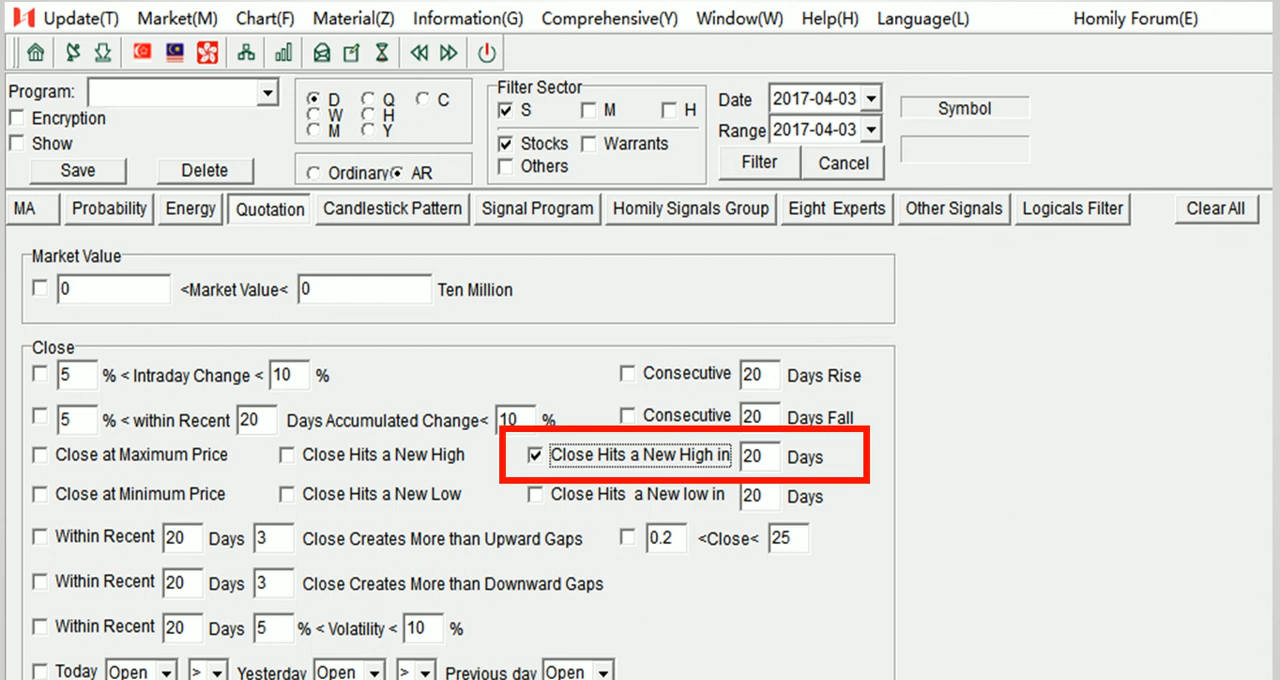 Update(T) Market(M) Chart(F) Material(Z) Information(G) Comprehensive(Y) Window(W) Help(H) Language(L) Homily Forum(E)
Program:
Encryption
Show
Save Delete
D Q C
W H
M Y
Ordinary AR
Filter Sector
S M H
Stocks Warrants
Others
Date 2017-04-03
Range 2017-04-03
Filter Cancel
Symbol
MA Probability Energy Quotation Candlestick Pattern Signal Program Homily Signals Group Eight Experts Other Signals Logicals Filter Clear All
Market Value
0 <Market Value< 0 Ten Million
Close
5 % < Intraday Change < 10 % Consecutive 20 Days Rise
5 % < within Recent 20 Days Accumulated Change< 10 % Consecutive 20 Days Fall
Close at Maximum Price Close Hits a New High Close Hits a New High in 20 Days
Close at Minimum Price Close Hits a New Low Close Hits a New low in 20 Days
Within Recent 20 Days 3 Close Creates More than Upward Gaps 0.2 <Close< 25
Within Recent 20 Days 3 Close Creates More than Downward Gaps
Within Recent 20 Days 5 % < Volatility < 10 %
Today Open > Yesterday Open > Previous day Open